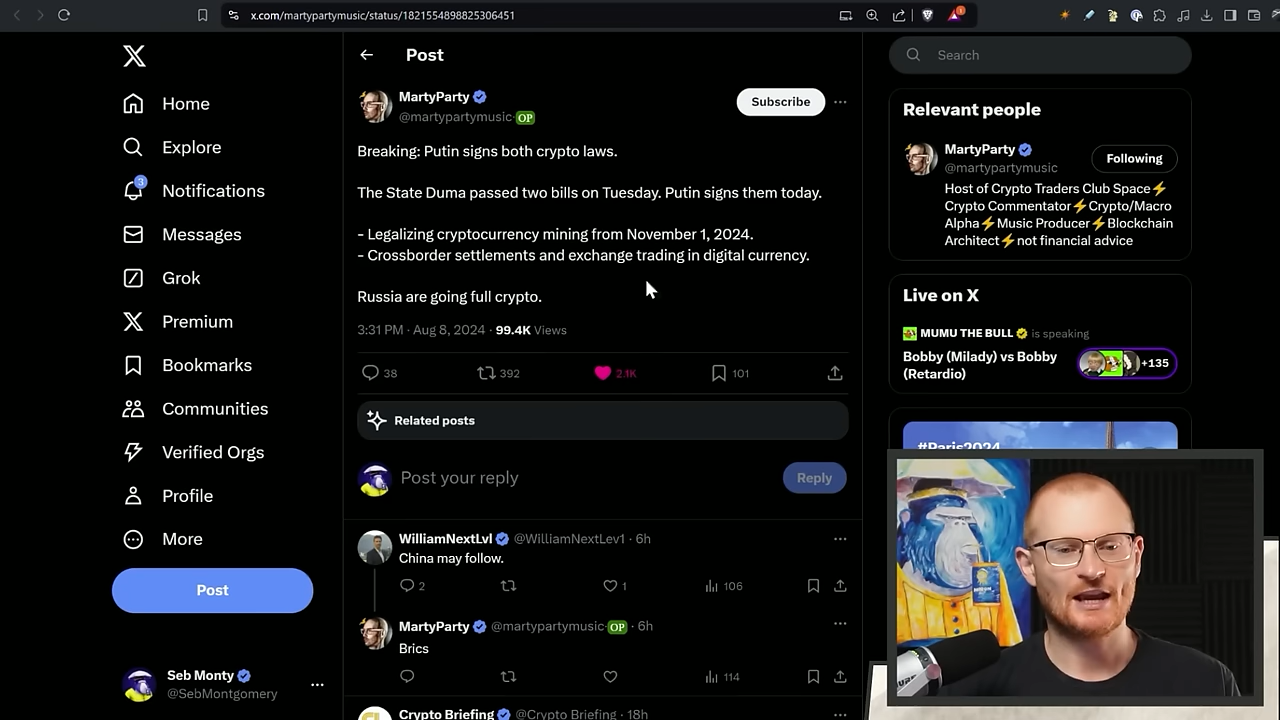 x.com/martypartymusic/status/1821554898825306451
1
Home
Explore
3
Notifications
Messages
Grok
Premium
Bookmarks
Communities
Verified Orgs
Profile
More
Post
Seb Monty
@SebMontgomery
Post
MartyParty
@martypartymusic OP
Subscribe
Breaking: Putin signs both crypto laws.
The State Duma passed two bills on Tuesday. Putin signs them today.
- Legalizing cryptocurrency mining from November 1, 2024.
- Crossborder settlements and exchange trading in digital currency.
Russia are going full crypto.
3:31 PM · Aug 8, 2024 · 99.4K Views
38 392 2.1K 101
Related posts
Post your reply
Reply
WilliamNextLvl @WilliamNextLev1 · 6h
China may follow.
2 1 106
MartyParty @martypartymusic OP · 6h
Brics
114
Crypto Briefing @Crypto_Briefing · 18h
Search
Relevant people
MartyParty
@martypartymusic
Following
Host of Crypto Traders Club Space⚡
Crypto Commentator⚡Crypto/Macro
Alpha⚡Music Producer⚡Blockchain
Architect⚡not financial advice
Live on X
MUMU THE BULL is speaking
Bobby (Milady) vs Bobby
(Retardio)
+135
#Paris2024